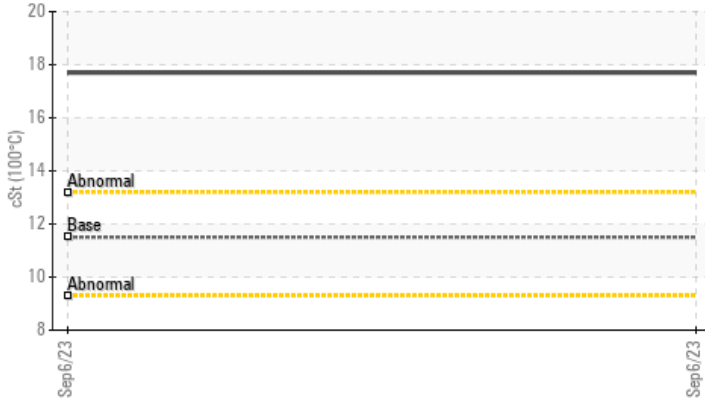 20
18
16
14
12
10
8
cSt (100°C)
Abnormal
Base
Abnormal
Sep6/23
Sep6/23